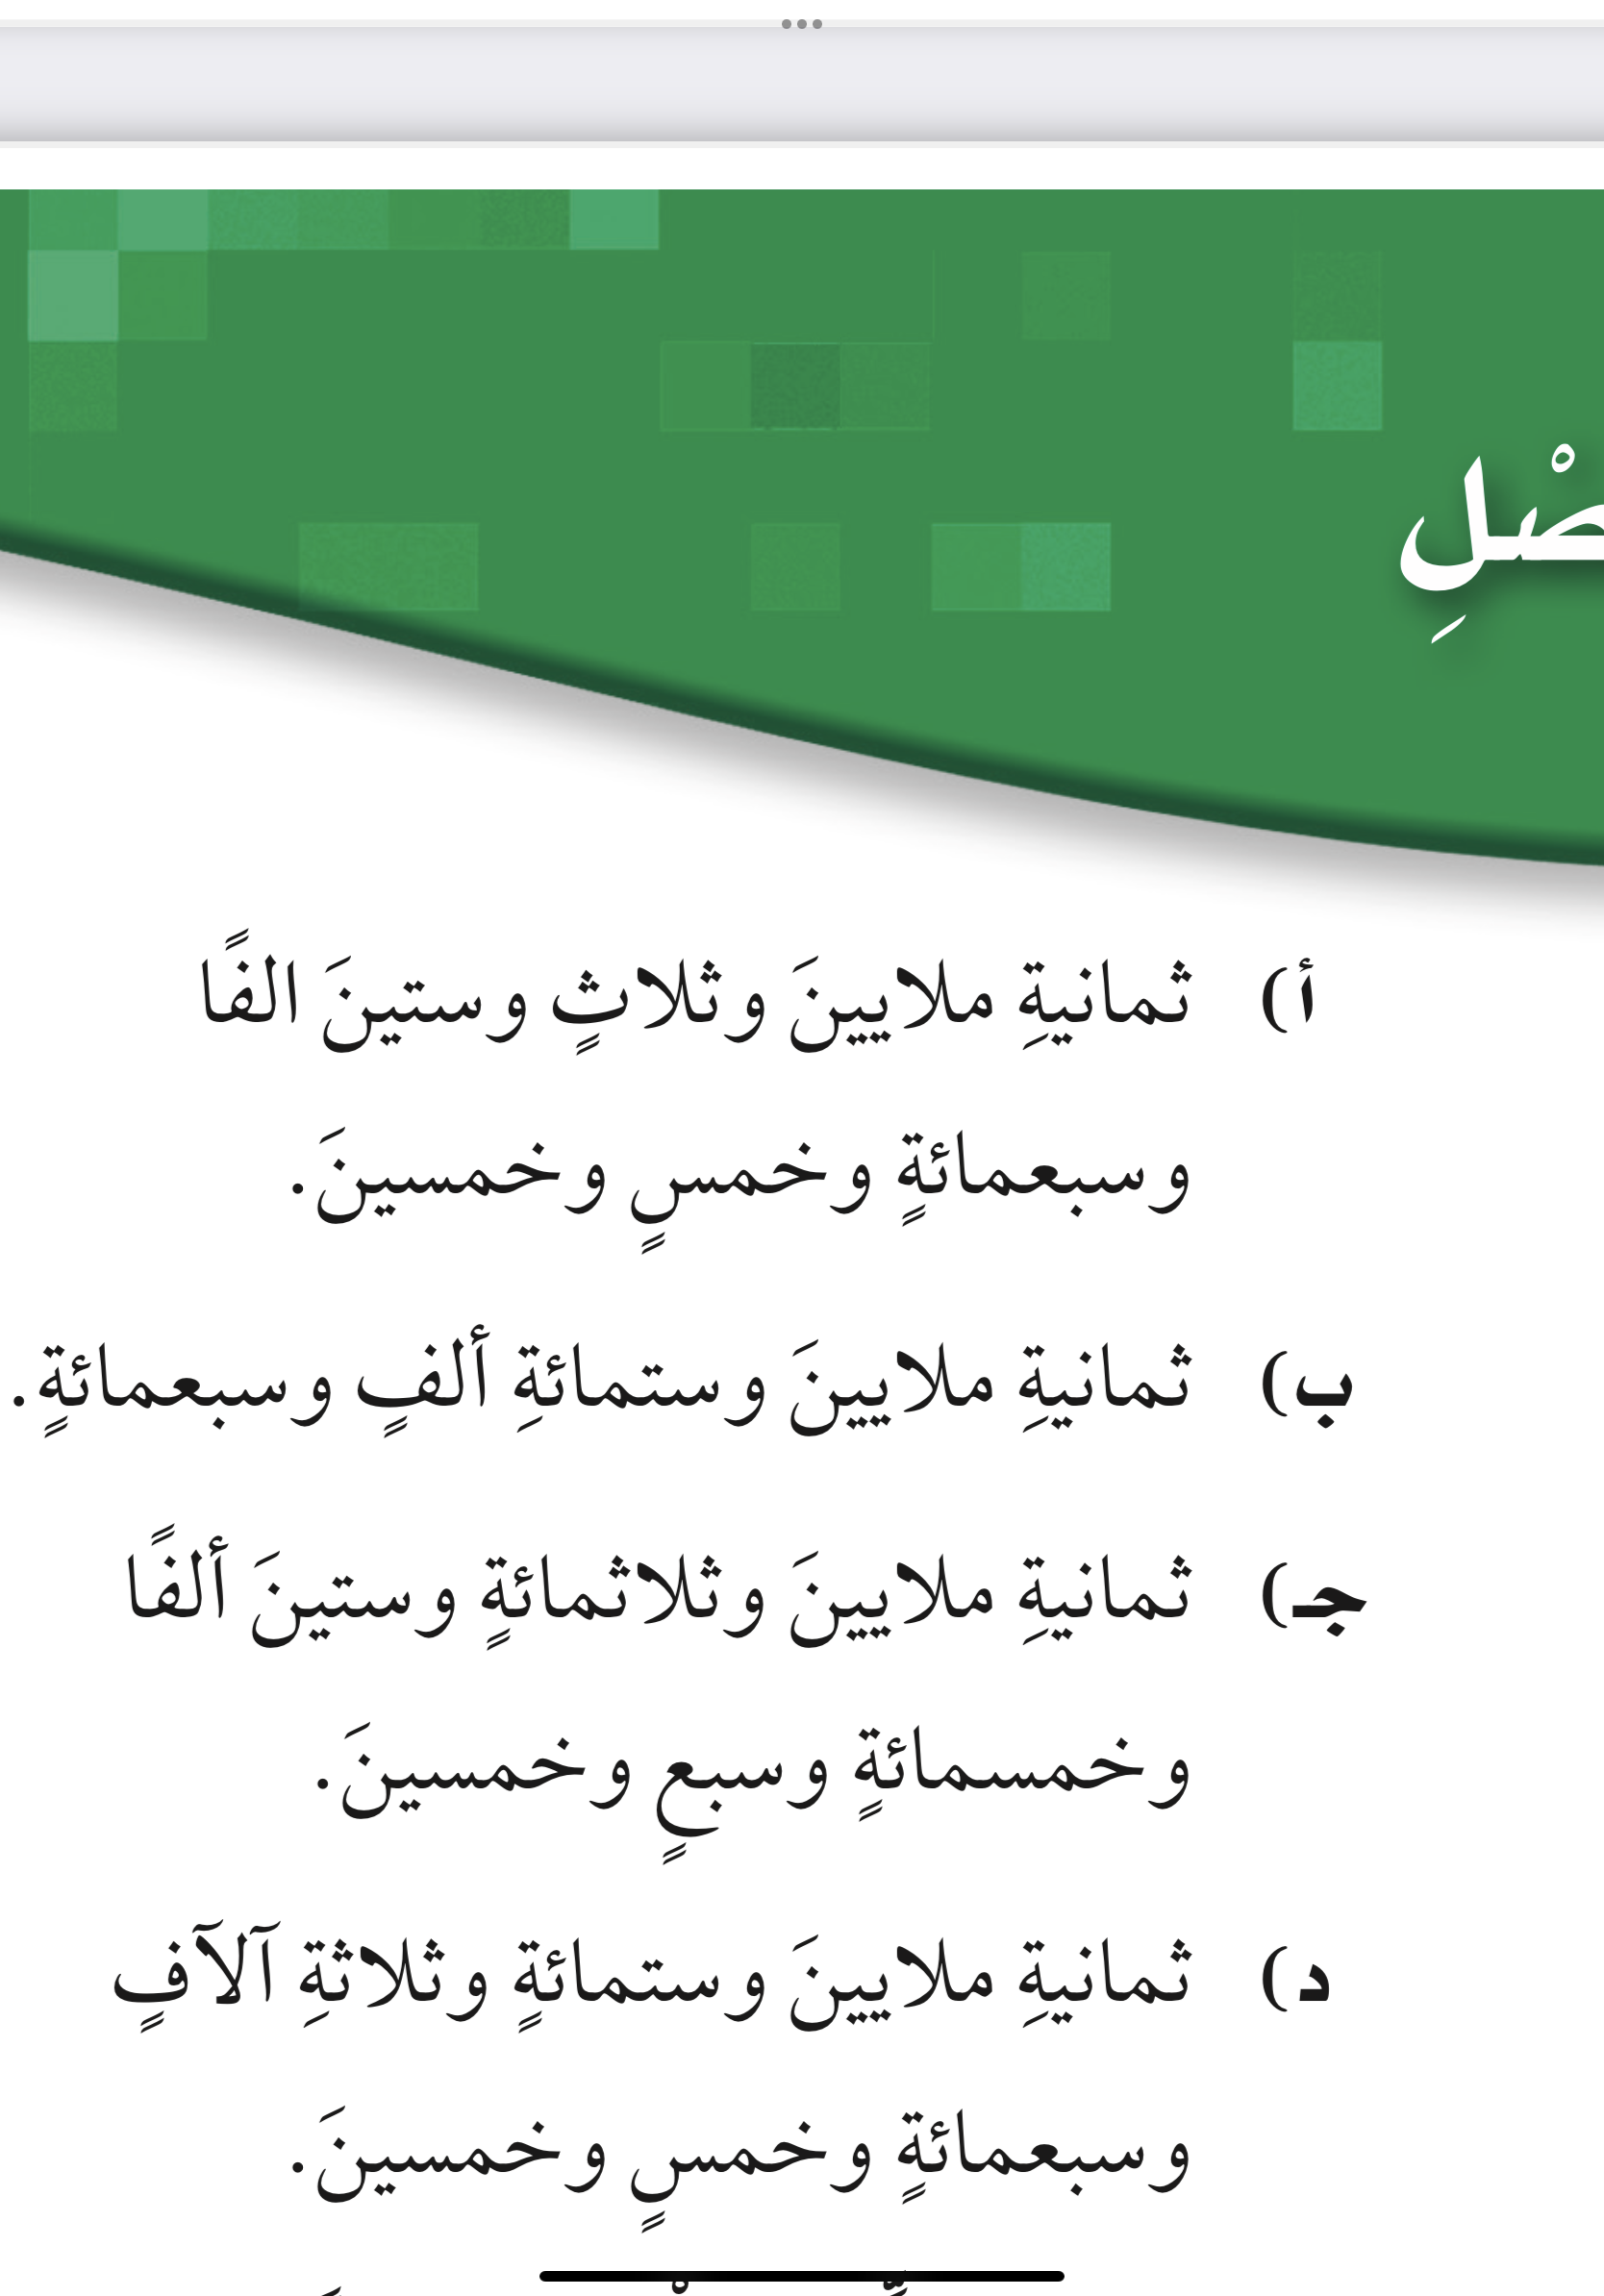 أ) ثمانيةِ ملايينَ وثلاثٍ وستينَ الفًا
وسبعمائةٍ وخمسٍ وخمسينَ.
ب) ثمانيةِ ملايينَ وستمائةِ ألفٍ وسبعمائةٍ.
جـ) ثمانيةِ ملايينَ وثلاثمائةٍ وستينَ ألفًا
وخمسمائةٍ وسبعٍ وخمسينَ.
د) ثمانيةِ ملايينَ وستمائةٍ وثلاثةِ آلآفٍ
وسبعمائةٍ وخمسٍ وخمسينَ.